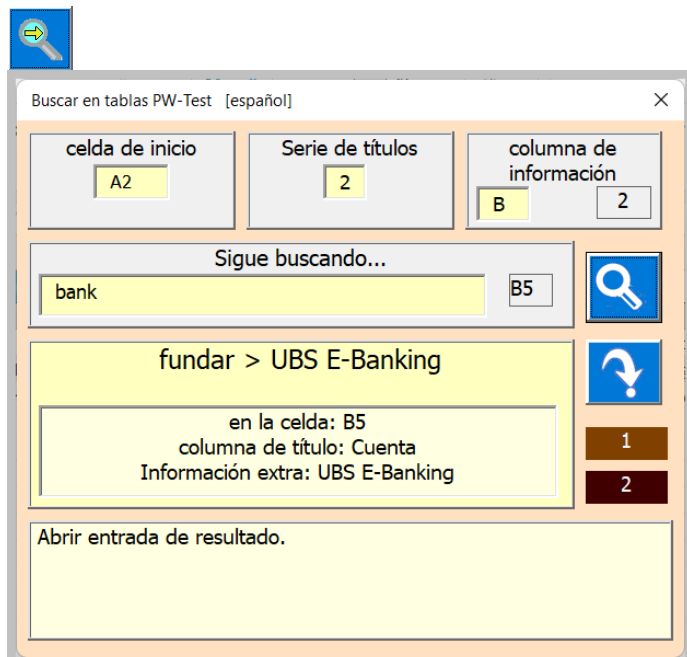 Buscar en tablas PW-Test [español]
celda de inicio
A2
Serie de títulos
2
columna de
información
B
2
Sigue buscando...
bank
B5
fundar > UBS E-Banking
en la celda: B5
columna de título: Cuenta
Información extra: UBS E-Banking
1
2
Abrir entrada de resultado.